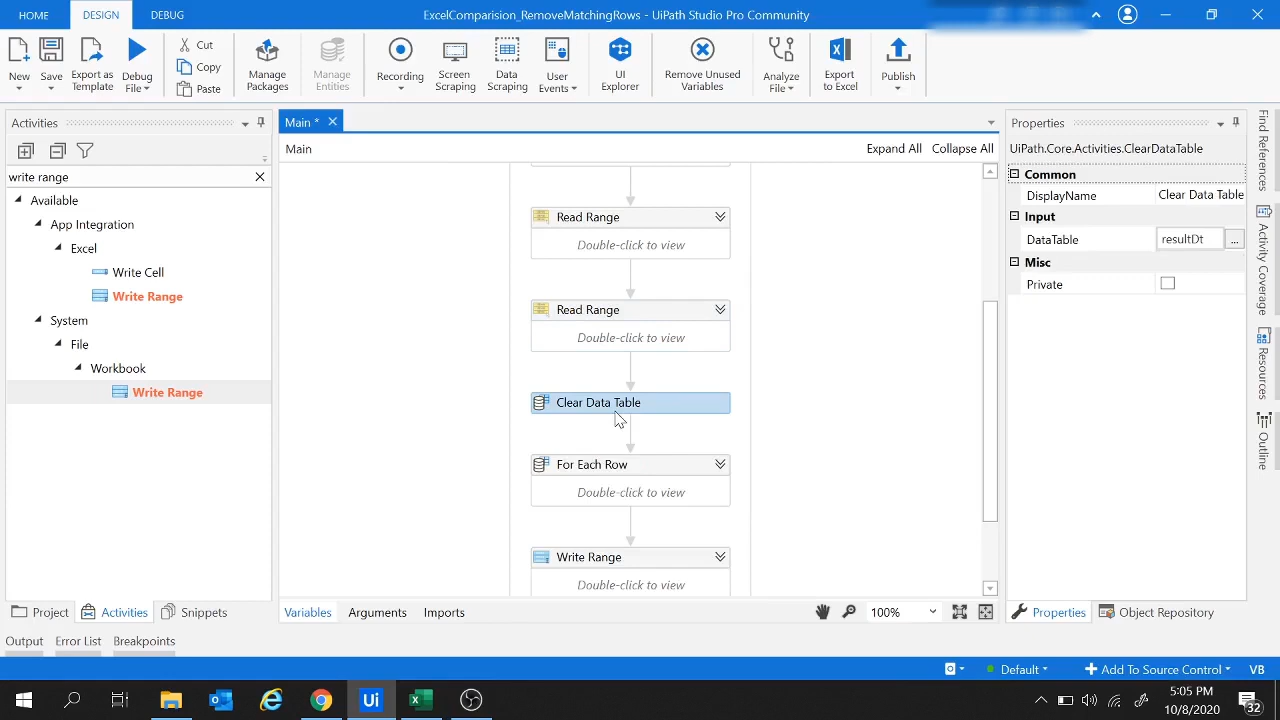 HOME DESIGN DEBUG ExcelComparision_RemoveMatchingRows - UiPath Studio Pro Community
New Save Export as Template Debug File Cut Copy Paste Manage Packages Manage Entities Recording Screen Scraping Data Scraping User Events UI Explorer Remove Unused Variables Analyze File Export to Excel Publish
Activities
write range
Available
App Integration
Excel
Write Cell
Write Range
System
File
Workbook
Write Range
Project Activities Snippets
Main *
Main Expand All Collapse All
Read Range
Double-click to view
Read Range
Double-click to view
Clear Data Table
For Each Row
Double-click to view
Write Range
Double-click to view
Variables Arguments Imports 100%
Properties
UiPath.Core.Activities.ClearDataTable
Common
DisplayName Clear Data Table
Input
DataTable resultDt ...
Misc
Private
Properties Object Repository
Find References
Activity Coverage
Resources
Outline
Output Error List Breakpoints
Default Add To Source Control VB
Ui
5:05 PM
10/8/2020
32